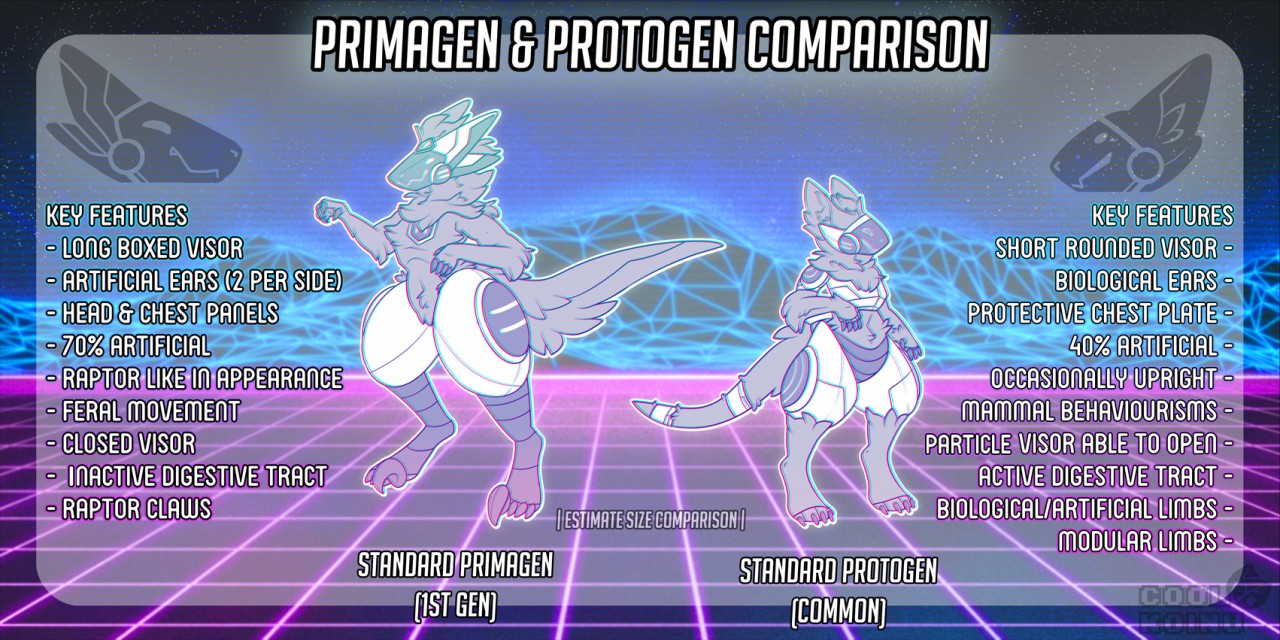 PRIMAGEN & PROTOGEN COMPARISON
KEY FEATURES
- LONG BOXED VISOR
- ARTIFICIAL EARS (2 PER SIDE)
- HEAD & CHEST PANELS
- 70% ARTIFICIAL
- RAPTOR LIKE IN APPEARANCE
- FERAL MOVEMENT
- CLOSED VISOR
- INACTIVE DIGESTIVE TRACT
- RAPTOR CLAWS
KEY FEATURES
SHORT ROUNDED VISOR -
BIOLOGICAL EARS -
PROTECTIVE CHEST PLATE -
40% ARTIFICIAL -
OCCASIONALLY UPRIGHT -
MAMMAL BEHAVIOURISMS -
PARTICLE VISOR ABLE TO OPEN -
ACTIVE DIGESTIVE TRACT -
BIOLOGICAL/ARTIFICIAL LIMBS -
MODULAR LIMBS -
| ESTIMATE SIZE COMPARISON |
STANDARD PRIMAGEN
(1ST GEN)
STANDARD PROTOGEN
(COMMON)
COOL
KOINU